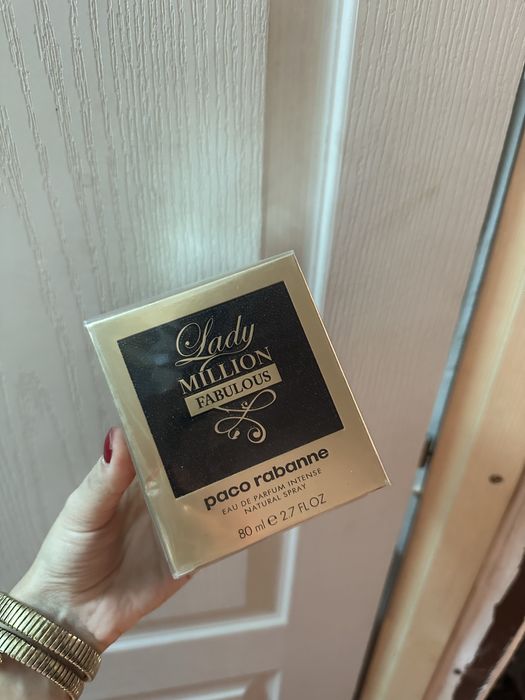 Lady
MILLION
FABULOUS
paco rabanne
EAU DE PARFUM INTENSE
NATURAL SPRAY
80 ml e 2.7 FL OZ